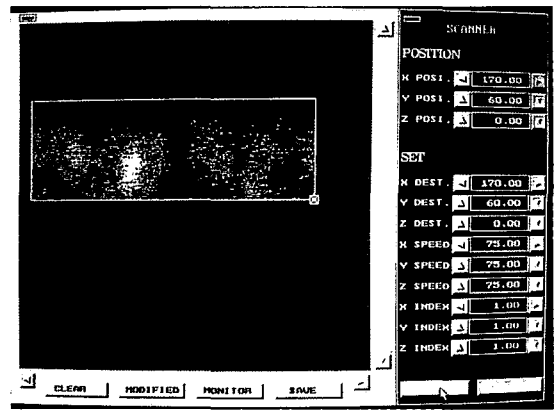 SCANNER
POSITION
X POSI. 170.00
Y POSI. 60.00
Z POSI. 0.00
SET
X DEST. 170.00
Y DEST. 60.00
Z DEST. 0.00
X SPEED 75.00
Y SPEED 75.00
Z SPEED 75.00
X INDEX 1.00
Y INDEX 1.00
Z INDEX 1.00
CLEAR MODIFIED MONITOR SAVE